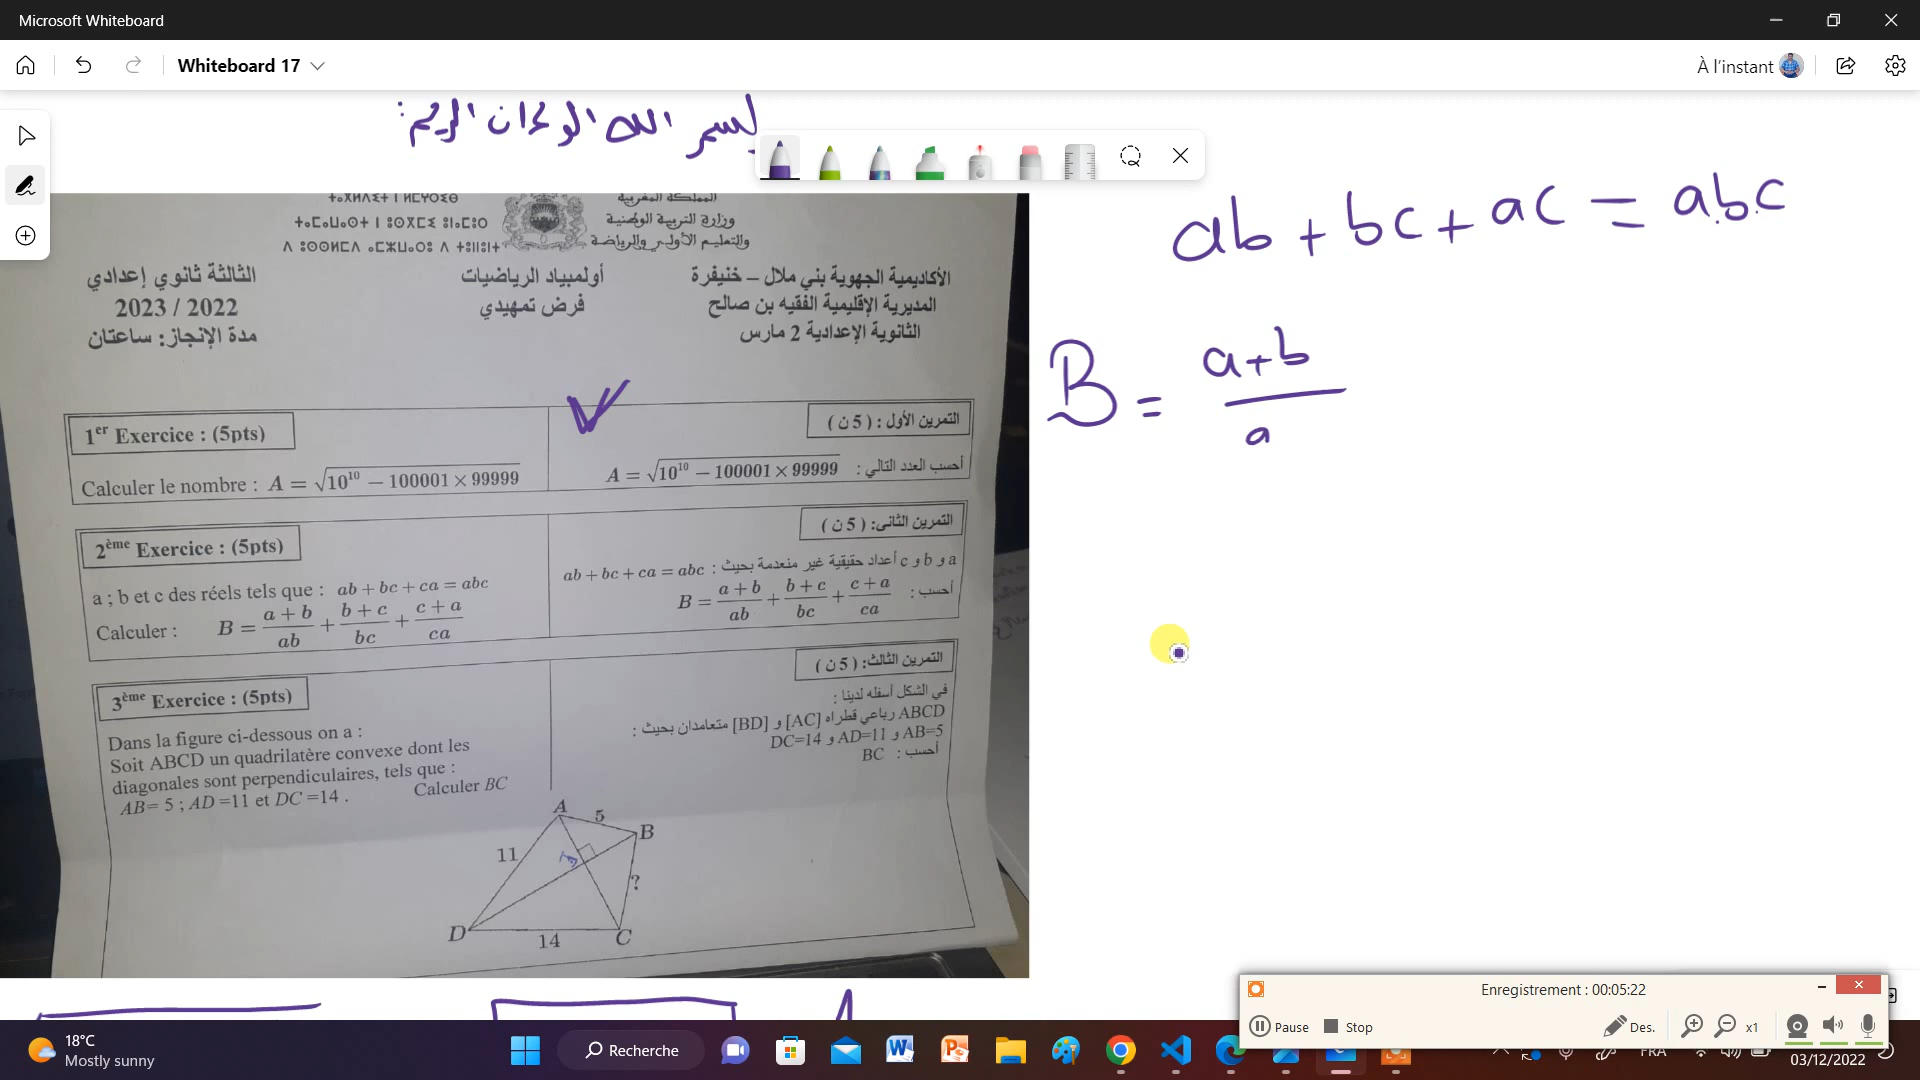 Microsoft Whiteboard
Whiteboard 17
À l'instant
بسم الله الرحمان الرحيم :
المملكة المغربية
وزارة التربية الوطنية
والتعليم الأولي والرياضة
الأكاديمية الجهوية بني ملال – خنيفرة
المديرية الإقليمية الفقيه بن صالح
الثانوية الإعدادية 2 مارس
أولمبياد الرياضيات
فرض تمهيدي
الثالثة ثانوي إعدادي
2023 / 2022
مدة الإنجاز: ساعتان
1er Exercice : (5pts)
Calculer le nombre : A = √(10^10 − 100001 × 99999)
التمرين الأول : ( 5 ن )
أحسب العدد التالي : A = √(10^10 − 100001 × 99999)
2ème Exercice : (5pts)
a ; b et c des réels tels que : ab + bc + ca = abc
Calculer : B = (a + b)/ab + (b + c)/bc + (c + a)/ca
التمرين الثاني: ( 5 ن )
a و b و c أعداد حقيقية غير منعدمة بحيث : ab + bc + ca = abc
أحسب : B = (a + b)/ab + (b + c)/bc + (c + a)/ca
3ème Exercice : (5pts)
Dans la figure ci-dessous on a :
Soit ABCD un quadrilatère convexe dont les
diagonales sont perpendiculaires, tels que :
AB= 5 ; AD =11 et DC =14 . Calculer BC
التمرين الثالث: ( 5 ن )
في الشكل أسفله لدينا :
ABCD رباعي قطراه [AC] و [BD] متعامدان بحيث :
AB=5 و AD=11 و DC=14
أحسب : BC
A
5
B
11
?
D
14
C
ab + bc + ac = abc
B = (a+b)/a
Enregistrement : 00:05:22
Pause
Stop
Des.
x1
18°C
Mostly sunny
Recherche
FRA
03/12/2022